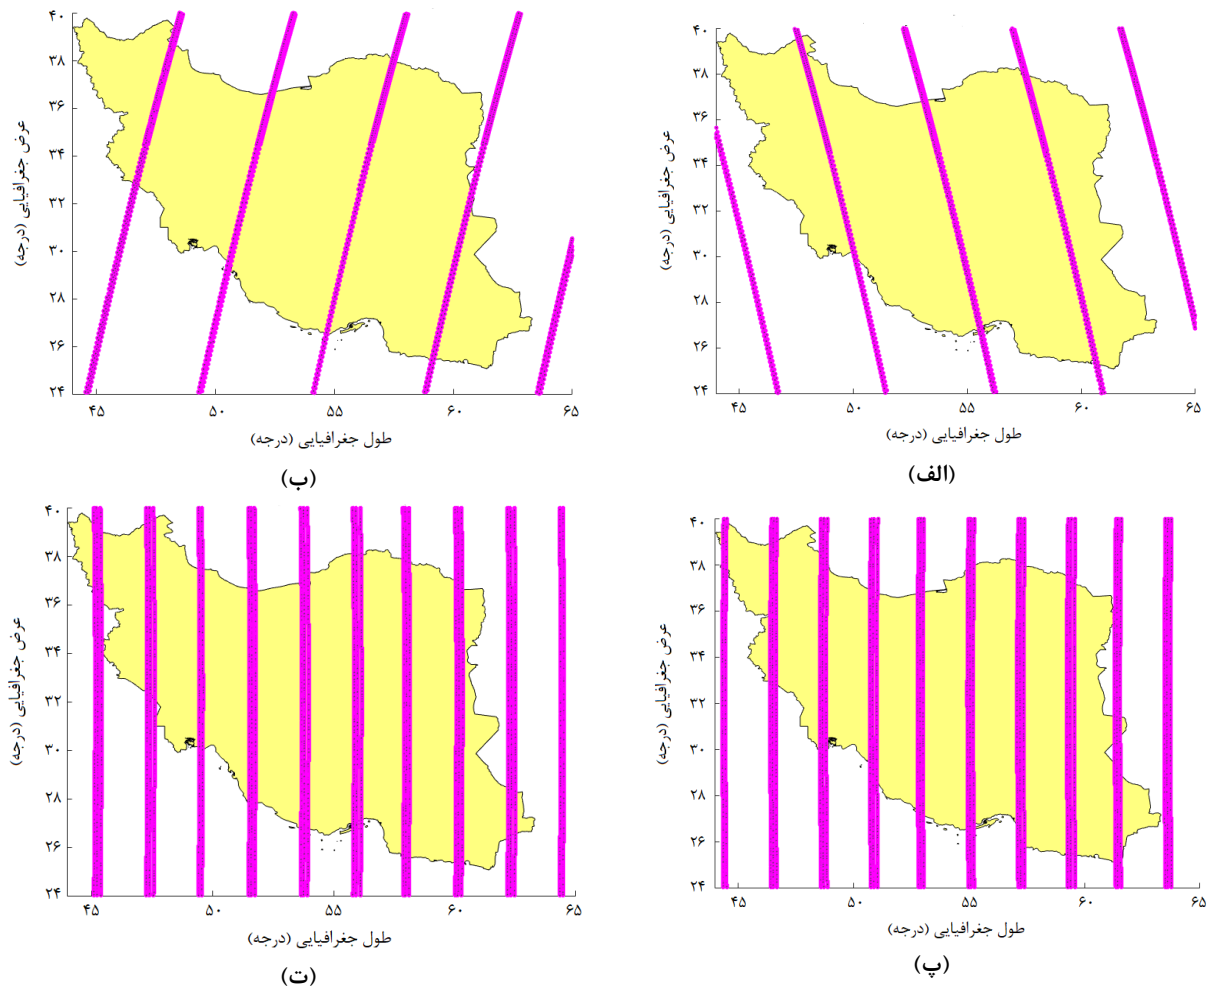 ۴۰
۳۸
۳۶
۳۴
۳۲
۳۰
۲۸
۲۶
۲۴
عرض جغرافیایی (درجه)
۴۵ ۵۰ ۵۵ ۶۰ ۶۵
طول جغرافیایی (درجه)
(الف)
۴۰
۳۸
۳۶
۳۴
۳۲
۳۰
۲۸
۲۶
۲۴
عرض جغرافیایی (درجه)
۴۵ ۵۰ ۵۵ ۶۰ ۶۵
طول جغرافیایی (درجه)
(ب)
۴۰
۳۸
۳۶
۳۴
۳۲
۳۰
۲۸
۲۶
۲۴
عرض جغرافیایی (درجه)
۴۵ ۵۰ ۵۵ ۶۰ ۶۵
طول جغرافیایی (درجه)
(پ)
۴۰
۳۸
۳۶
۳۴
۳۲
۳۰
۲۸
۲۶
۲۴
عرض جغرافیایی (درجه)
۴۵ ۵۰ ۵۵ ۶۰ ۶۵
طول جغرافیایی (درجه)
(ت)